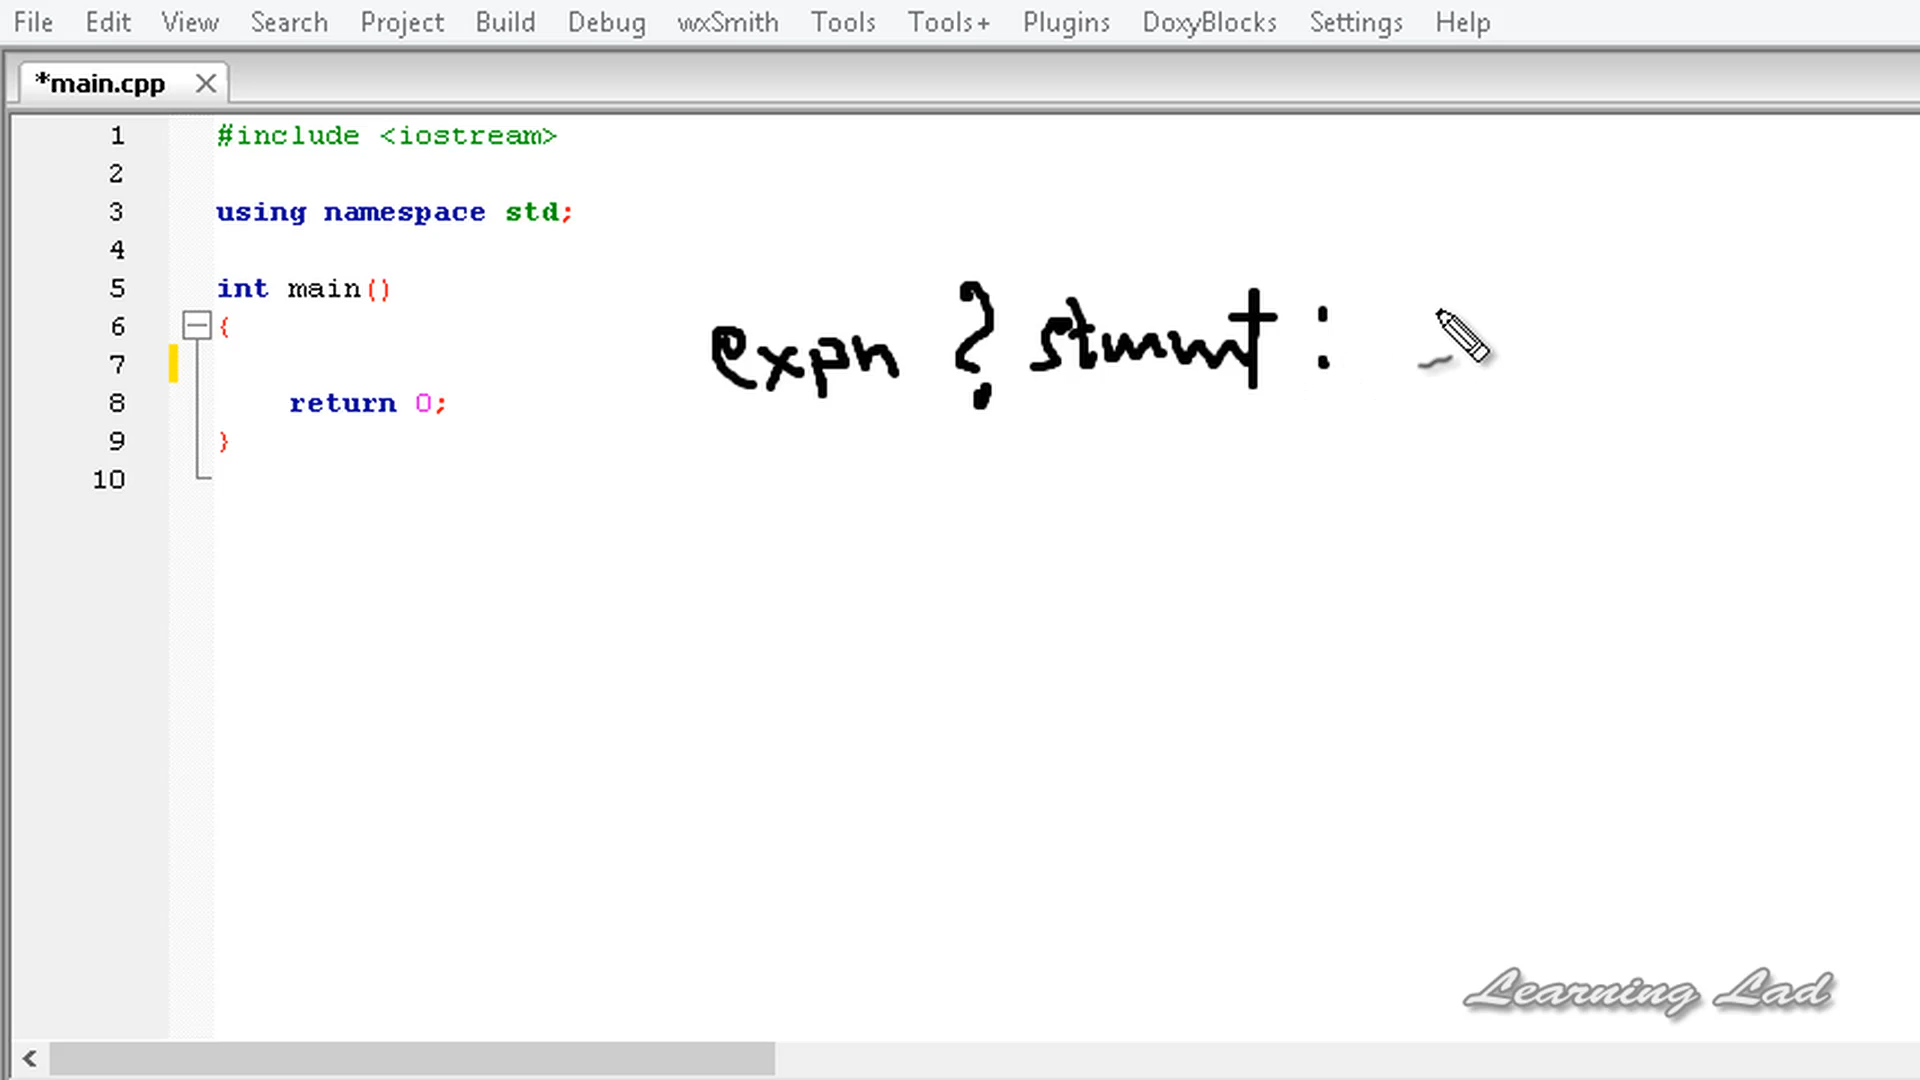 File Edit View Search Project Build Debug wxSmith Tools Tools+ Plugins DoxyBlocks Settings Help
*main.cpp
1 #include <iostream>
2
3 using namespace std;
4
5 int main()
6 {
7
8 return 0;
9 }
10
expn ? stmmt :
Learning Lad